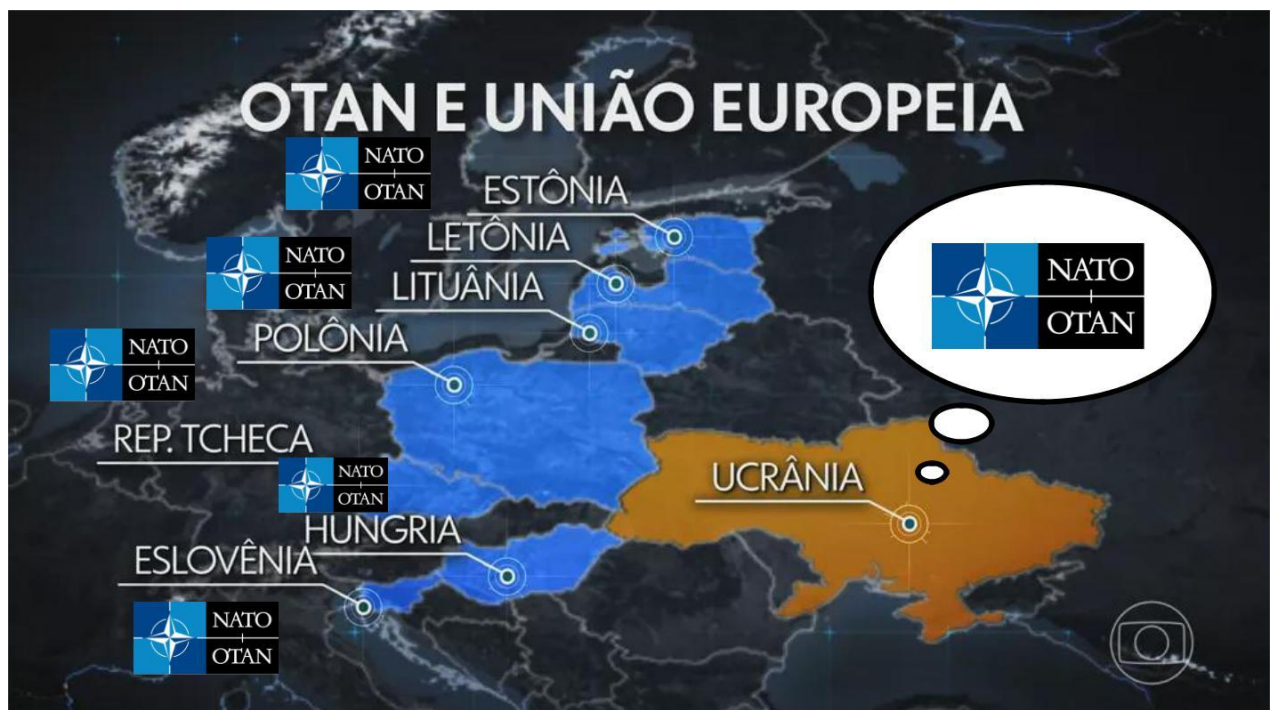 OTAN E UNIÃO EUROPEIA
NATO
OTAN
ESTÔNIA
LETÔNIA
NATO
OTAN
LITUÂNIA
NATO
OTAN
POLÔNIA
NATO
OTAN
REP. TCHECA
NATO
OTAN
UCRÂNIA
HUNGRIA
ESLOVÊNIA
NATO
OTAN